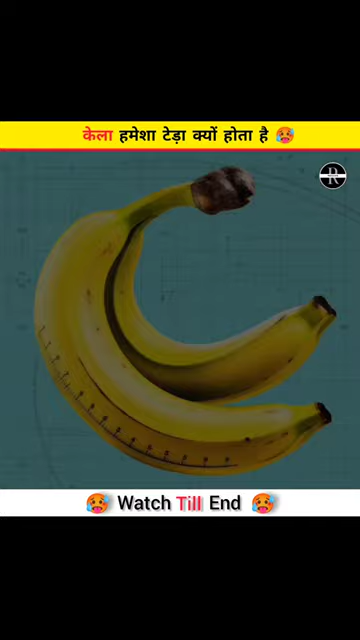 केला हमेशा टेड़ा क्यों होता है 🥵
R
🥵 Watch Till End 🥵